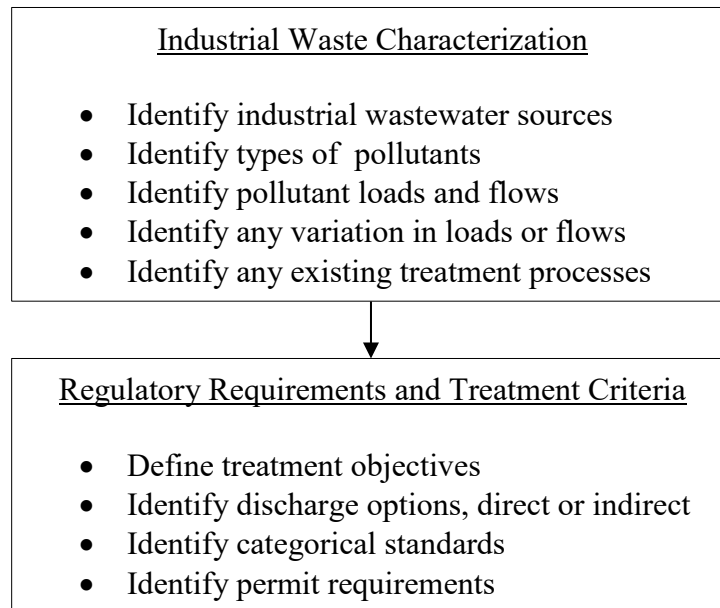 Industrial Waste Characterization
• Identify industrial wastewater sources
• Identify types of pollutants
• Identify pollutant loads and flows
• Identify any variation in loads or flows
• Identify any existing treatment processes
Regulatory Requirements and Treatment Criteria
• Define treatment objectives
• Identify discharge options, direct or indirect
• Identify categorical standards
• Identify permit requirements